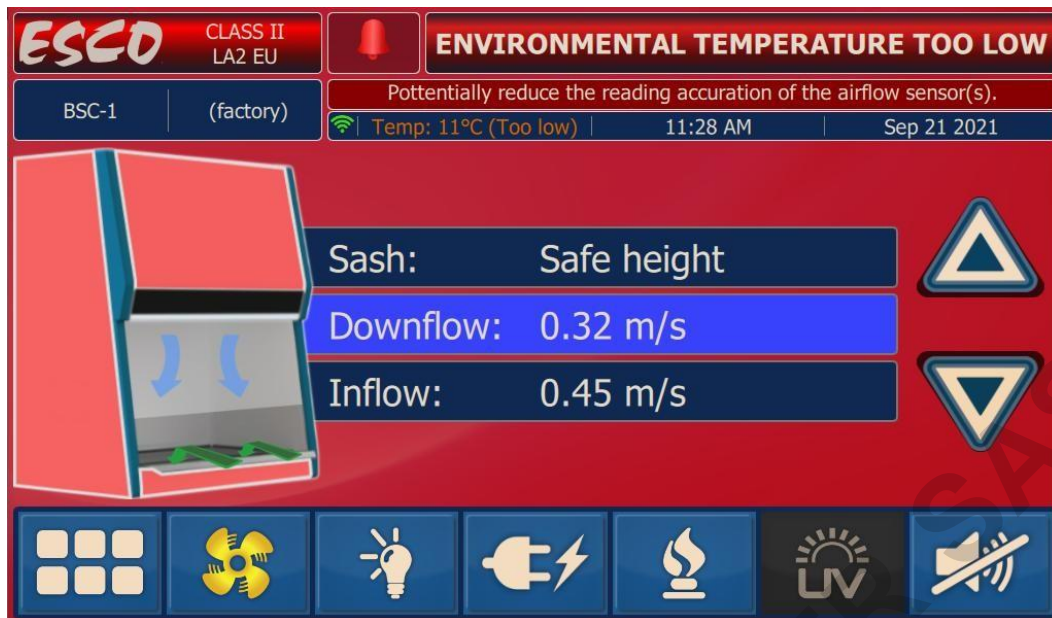 ESCO
CLASS II
LA2 EU
ENVIRONMENTAL TEMPERATURE TOO LOW
BSC-1
(factory)
Pottentially reduce the reading accuration of the airflow sensor(s).
Temp: 11°C (Too low)
11:28 AM
Sep 21 2021
Sash: Safe height
Downflow: 0.32 m/s
Inflow: 0.45 m/s
UV